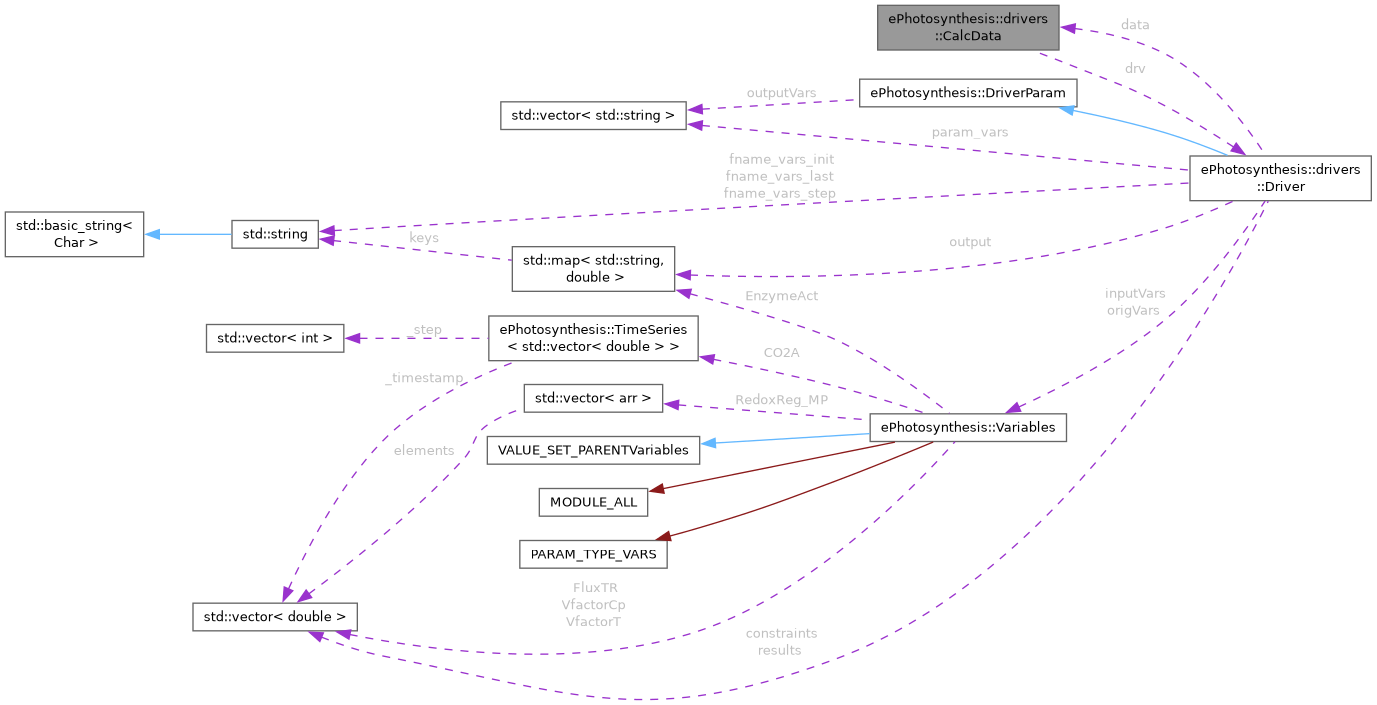 ePhotosynthesis::drivers
::CalcData
data
drv
ePhotosynthesis::DriverParam
outputVars
std::vector< std::string >
param_vars
fname_vars_init
fname_vars_last
fname_vars_step
ePhotosynthesis::drivers
::Driver
std::basic_string<
Char >
std::string
keys
output
std::map< std::string,
double >
EnzymeAct
inputVars
origVars
ePhotosynthesis::TimeSeries
< std::vector< double > >
_step
std::vector< int >
CO2A
_timestamp
std::vector< arr >
RedoxReg_MP
ePhotosynthesis::Variables
elements
VALUE_SET_PARENTVariables
MODULE_ALL
PARAM_TYPE_VARS
FluxTR
VfactorCp
VfactorT
std::vector< double >
constraints
results